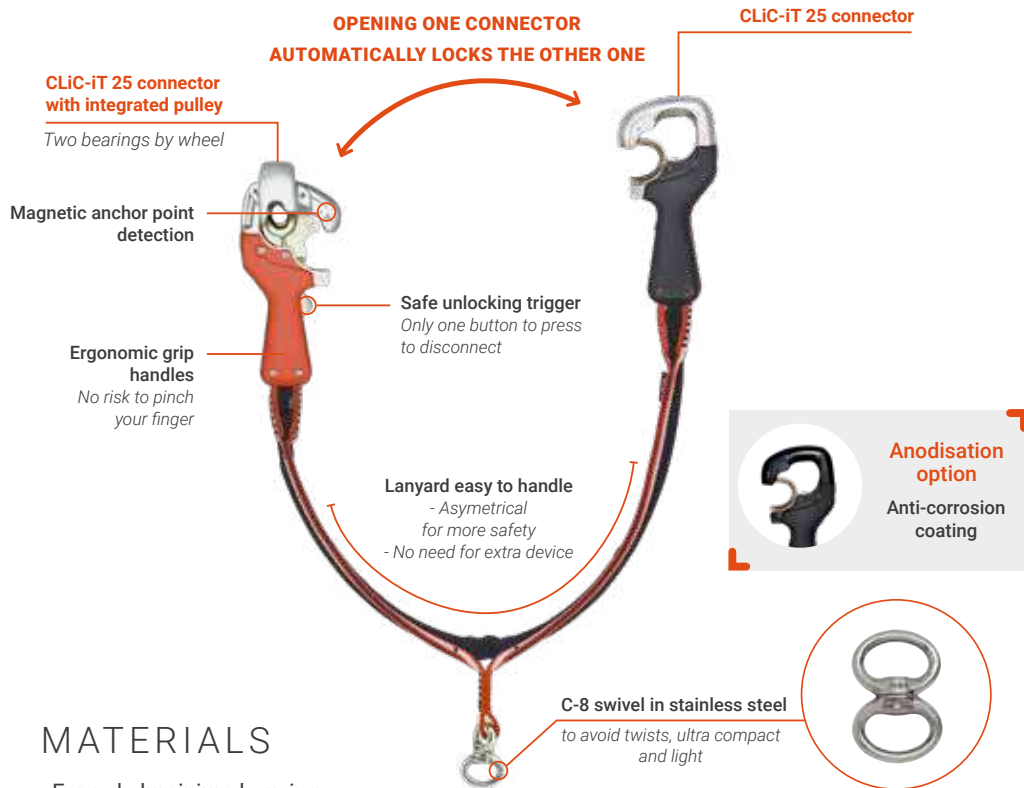 OPENING ONE CONNECTOR
AUTOMATICALLY LOCKS THE OTHER ONE
CLiC-iT 25 connector
CLiC-iT 25 connector
with integrated pulley
Two bearings by wheel
Magnetic anchor point
detection
Safe unlocking trigger
Only one button to press
to disconnect
Ergonomic grip
handles
No risk to pinch
your finger
Lanyard easy to handle
- Asymetrical
for more safety
- No need for extra device
Anodisation
option
Anti-corrosion
coating
C-8 swivel in stainless steel
to avoid twists, ultra compact
and light
MATERIALS